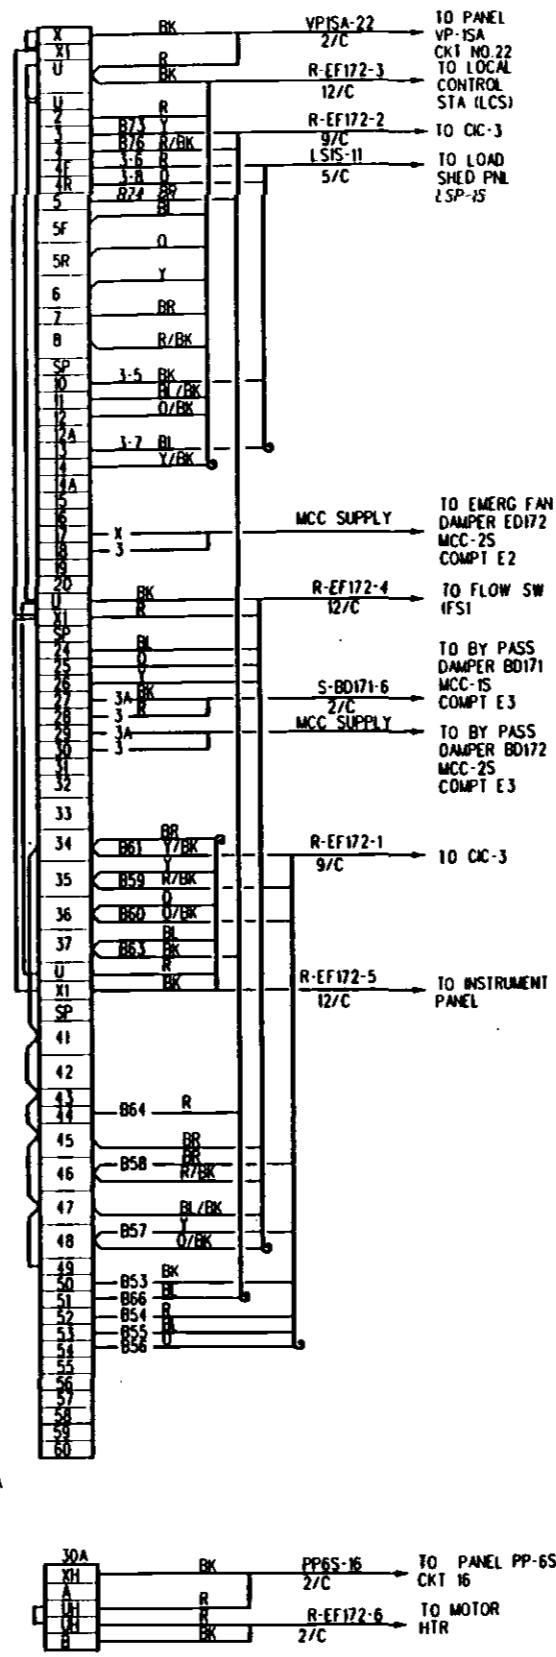 X BK VP1SA-22 TO PANEL
2/C VP-1SA
X1 R CKT NO.22
U BK R-EF172-3 TO LOCAL
12/C CONTROL
STA (LCS)
U R
2
3 B73 Y R-EF172-2 TO CIC-3
4 B76 R/BK 9/C
4F 3-6 R LSIS-11 TO LOAD
4R 3-8 O 5/C SHED PNL
B74 BR LSP-1S
5 BL
5F O
5R Y
6
7 BR
8 R/BK
SP
10 3-5 BK
11 BL/BK
12 O/BK
12A
13 3-7 BL
14 Y/BK
14A
15
16
17 X MCC SUPPLY TO EMERG FAN
18 3 DAMPER ED172
19 MCC-2S
20 COMPT E2
U BK R-EF172-4 TO FLOW SW
X1 R 12/C (FS)
SP
24 BL
25 O
26 Y
27 3A BK S-BD171-6 TO BY PASS
28 3 R 2/C DAMPER BD171
MCC-1S
COMPT E3
29 3A MCC SUPPLY TO BY PASS
30 3 DAMPER BD172
31 MCC-2S
32 COMPT E3
33
34 BR
B61 Y/BK R-EF172-1 TO CIC-3
9/C
35 Y
B59 R/BK
36 O
B60 O/BK
37 BL
B63 BK
U R
X1 BK R-EF172-5 TO INSTRUMENT
12/C PANEL
SP
41
42
43
44 B64 R
45 BR
B58 BR
46 R/BK
47 BL/BK
B57 Y
48 O/BK
49
50 B53 BK
51 B66 BL
52 B54 R
53 B55 BL
54 B56
55
56
57
58
59
60
30A
XH BK PP6S-16 TO PANEL PP-6S
2/C CKT 16
A
UH R
UH R R-EF172-6 TO MOTOR
B BK 2/C HTR